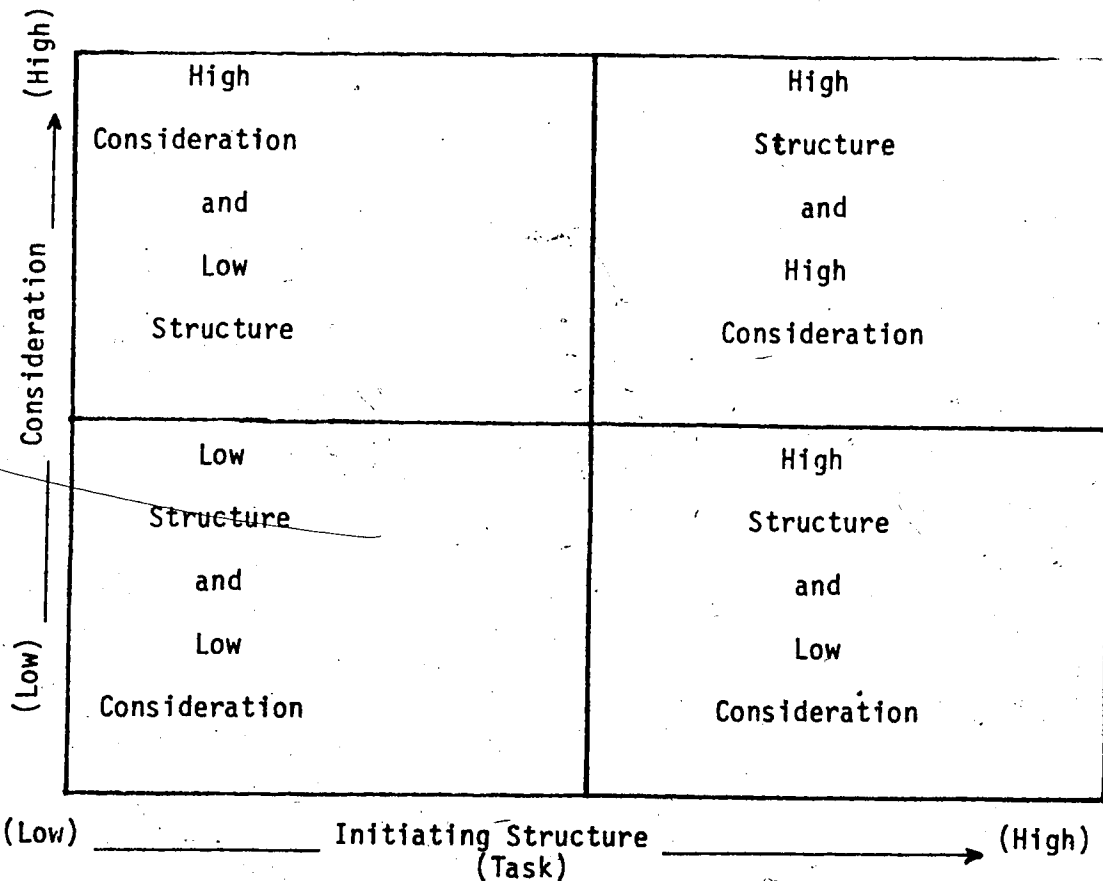 (High)
Consideration
(Low)
High
Consideration
and
Low
Structure
High
Structure
and
High
Consideration
Low
Structure
and
Low
Consideration
High
Structure
and
Low
Consideration
(Low) Initiating Structure (High)
(Task)